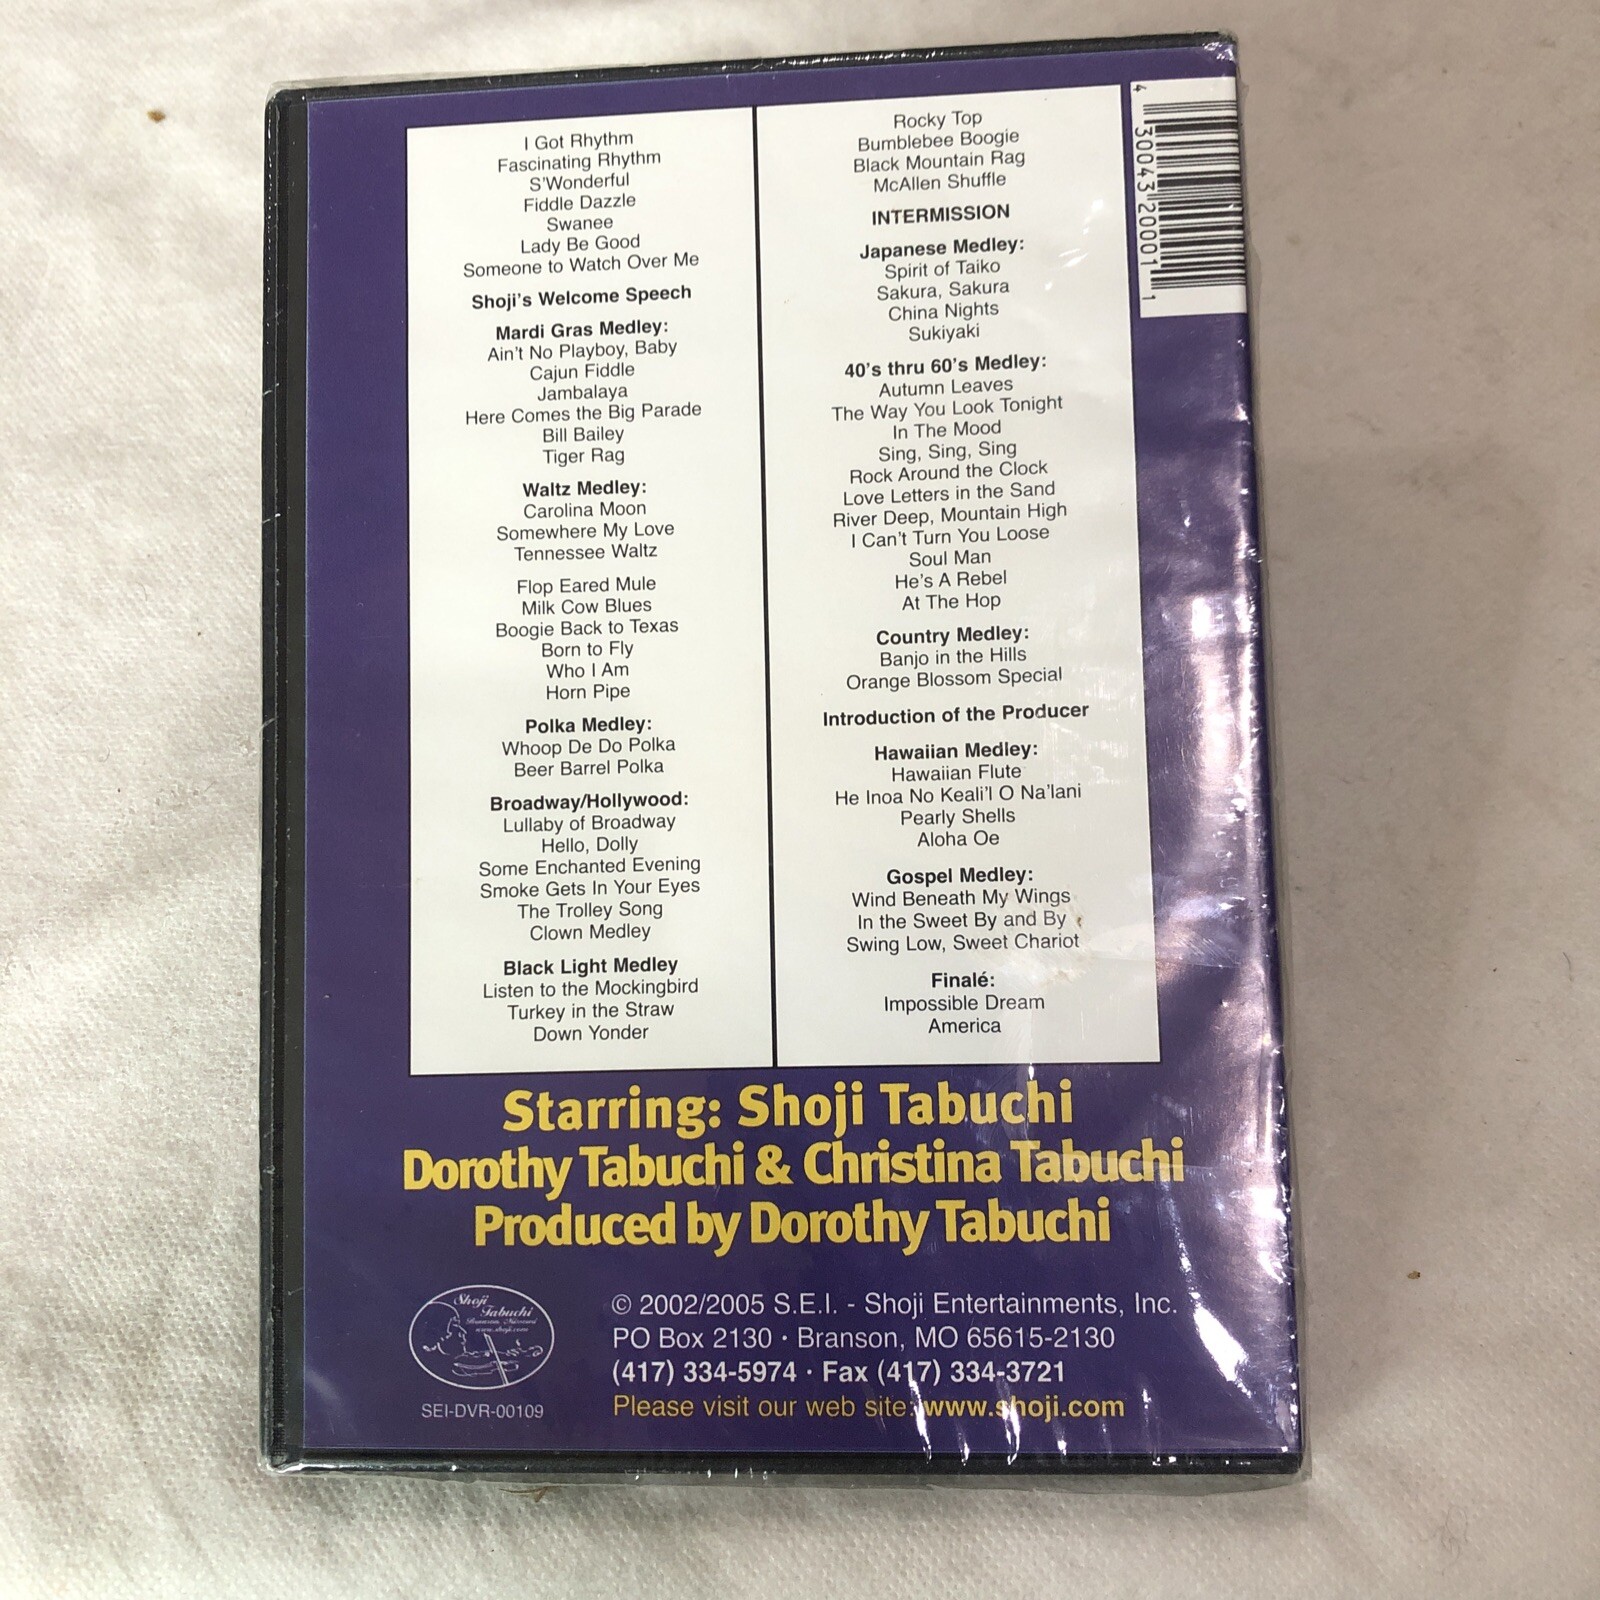 I Got Rhythm
Fascinating Rhythm
S'Wonderful
Fiddle Dazzle
Swanee
Lady Be Good
Someone to Watch Over Me
Shoji's Welcome Speech
Mardi Gras Medley:
Ain't No Playboy, Baby
Cajun Fiddle
Jambalaya
Here Comes the Big Parade
Bill Bailey
Tiger Rag
Waltz Medley:
Carolina Moon
Somewhere My Love
Tennessee Waltz
Flop Eared Mule
Milk Cow Blues
Boogie Back to Texas
Born to Fly
Who I Am
Horn Pipe
Polka Medley:
Whoop De Do Polka
Beer Barrel Polka
Broadway/Hollywood:
Lullaby of Broadway
Hello, Dolly
Some Enchanted Evening
Smoke Gets In Your Eyes
The Trolley Song
Clown Medley
Black Light Medley
Listen to the Mockingbird
Turkey in the Straw
Down Yonder
Rocky Top
Bumblebee Boogie
Black Mountain Rag
McAllen Shuffle
INTERMISSION
Japanese Medley:
Spirit of Taiko
Sakura, Sakura
China Nights
Sukiyaki
40's thru 60's Medley:
Autumn Leaves
The Way You Look Tonight
In The Mood
Sing, Sing, Sing
Rock Around the Clock
Love Letters in the Sand
River Deep, Mountain High
I Can't Turn You Loose
Soul Man
He's A Rebel
At The Hop
Country Medley:
Banjo in the Hills
Orange Blossom Special
Introduction of the Producer
Hawaiian Medley:
Hawaiian Flute
He Inoa No Keali'l O Na'lani
Pearly Shells
Aloha Oe
Gospel Medley:
Wind Beneath My Wings
In the Sweet By and By
Swing Low, Sweet Chariot
Finalé:
Impossible Dream
America
4 30043 20001 1
Starring: Shoji Tabuchi
Dorothy Tabuchi & Christina Tabuchi
Produced by Dorothy Tabuchi
Shoji
Tabuchi
Branson, Missouri
www.shoji.com
SEI-DVR-00109
© 2002/2005 S.E.I. - Shoji Entertainments, Inc.
PO Box 2130 · Branson, MO 65615-2130
(417) 334-5974 · Fax (417) 334-3721
Please visit our web site: www.shoji.com